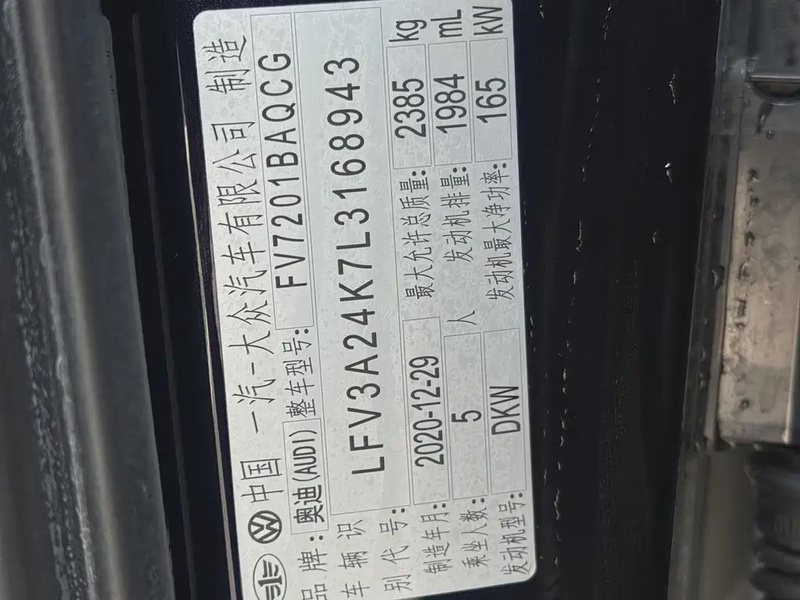 中国 一汽-大众汽车有限公司 制造
品牌: 奥迪(AUDI) 整车型号: FV7201BAQCG
车辆识别代号: LFV3A24K7L3168943
制造年月: 2020-12-29 最大允许总质量: 2385 kg
乘坐人数: 5 人 发动机排量: 1984 mL
发动机型号: DKW 发动机最大净功率: 165 kW